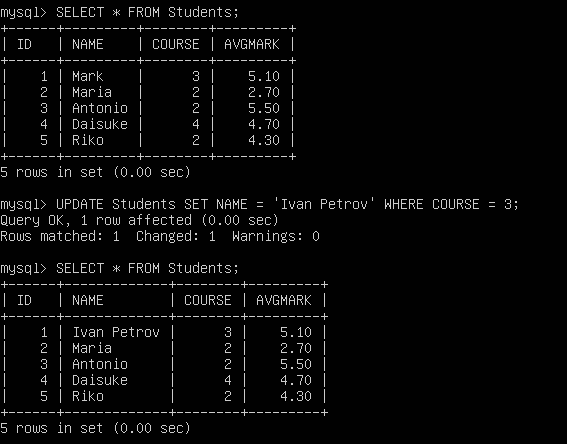 mysql> SELECT * FROM Students;
+------+---------+--------+---------+
| ID   | NAME    | COURSE | AVGMARK |
+------+---------+--------+---------+
|    1 | Mark    |      3 |    5.10 |
|    2 | Maria   |      2 |    2.70 |
|    3 | Antonio |      2 |    5.50 |
|    4 | Daisuke |      4 |    4.70 |
|    5 | Riko    |      2 |    4.30 |
+------+---------+--------+---------+
5 rows in set (0.00 sec)

mysql> UPDATE Students SET NAME = 'Ivan Petrov' WHERE COURSE = 3;
Query OK, 1 row affected (0.00 sec)
Rows matched: 1  Changed: 1  Warnings: 0

mysql> SELECT * FROM Students;
+------+-------------+--------+---------+
| ID   | NAME        | COURSE | AVGMARK |
+------+-------------+--------+---------+
|    1 | Ivan Petrov |      3 |    5.10 |
|    2 | Maria       |      2 |    2.70 |
|    3 | Antonio     |      2 |    5.50 |
|    4 | Daisuke     |      4 |    4.70 |
|    5 | Riko        |      2 |    4.30 |
+------+-------------+--------+---------+
5 rows in set (0.00 sec)